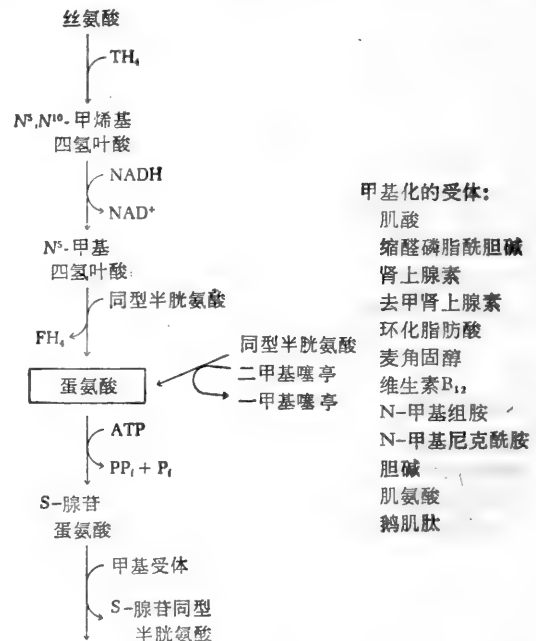 丝氨酸
TH₄
N⁵,N¹⁰-甲烯基
四氢叶酸
NADH
NAD⁺
N⁵-甲基
四氢叶酸
同型半胱氨酸
FH₄
蛋氨酸
同型半胱氨酸
二甲基噻亭
一甲基噻亭
ATP
PPᵢ + Pᵢ
S-腺苷
蛋氨酸
甲基受体
S-腺苷同型
半胱氨酸
甲基化的受体：
肌酸
缩醛磷脂酰胆碱
肾上腺素
去甲肾上腺素
环化脂肪酸
麦角固醇
维生素B₁₂
N-甲基组胺
N-甲基尼克酰胺
胆碱
肌氨酸
鹅肌肽